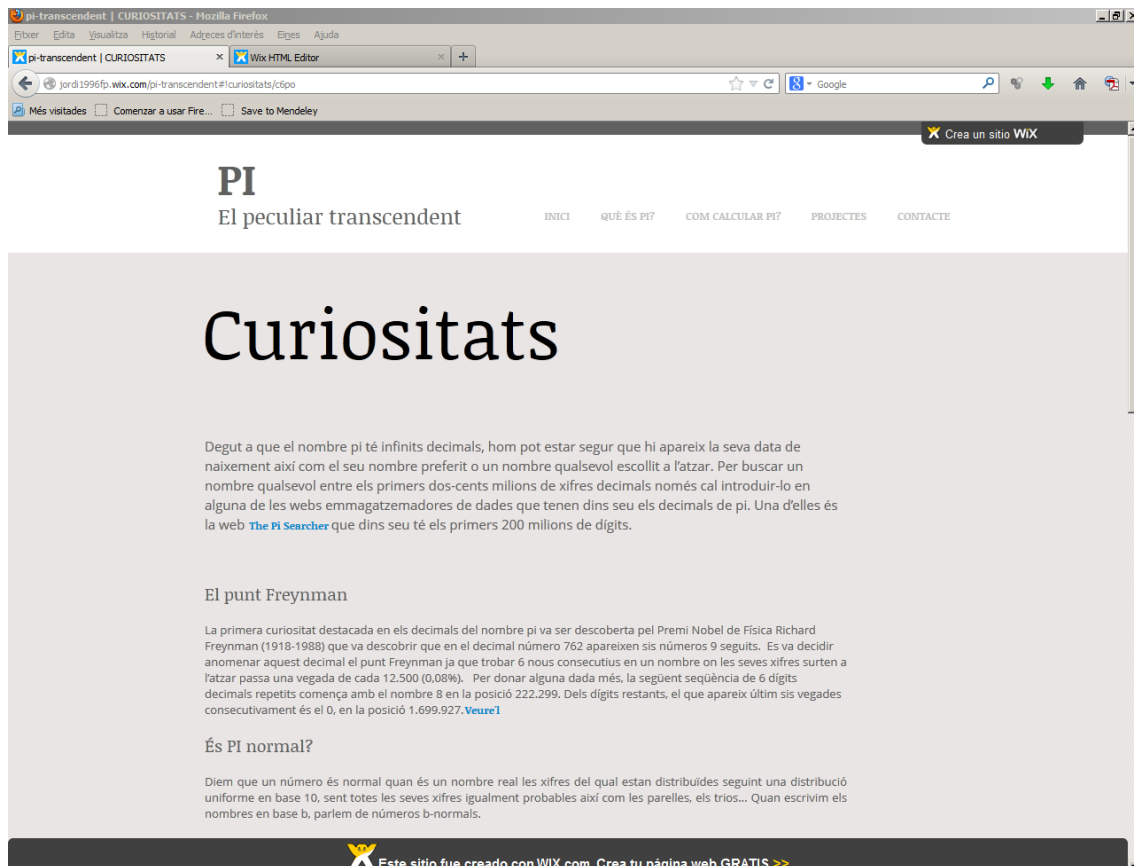 pi-transcendent | CURIOSITATS - Mozilla Firefox
Fitxer Edita Visualitza Historial Adreces d'interès Eines Ajuda
pi-transcendent | CURIOSITATS × Wix HTML Editor × +
jordi1996fp.wix.com/pi-transcendent#!curiositats/c6po Google
Més visitades Comenzar a usar Fire... Save to Mendeley
Crea un sitio WiX
PI
El peculiar transcendent
INICI QUÈ ÉS PI? COM CALCULAR PI? PROJECTES CONTACTE
Curiositats
Degut a que el nombre pi té infinits decimals, hom pot estar segur que hi apareix la seva data de
naixement així com el seu nombre preferit o un nombre qualsevol escollit a l'atzar. Per buscar un
nombre qualsevol entre els primers dos-cents milions de xifres decimals només cal introduir-lo en
alguna de les webs emmagatzemadores de dades que tenen dins seu els decimals de pi. Una d'elles és
la web The Pi Searcher que dins seu té els primers 200 milions de dígits.
El punt Freynman
La primera curiositat destacada en els decimals del nombre pi va ser descoberta pel Premi Nobel de Física Richard
Freynman (1918-1988) que va descobrir que en el decimal número 762 apareixen sis números 9 seguits. Es va decidir
anomenar aquest decimal el punt Freynman ja que trobar 6 nous consecutius en un nombre on les seves xifres surten a
l'atzar passa una vegada de cada 12.500 (0,08%). Per donar alguna dada més, la següent seqüència de 6 dígits
decimals repetits comença amb el nombre 8 en la posició 222.299. Dels dígits restants, el que apareix últim sis vegades
consecutivament és el 0, en la posició 1.699.927. Veure'l
És PI normal?
Diem que un número és normal quan és un nombre real les xifres del qual estan distribuïdes seguint una distribució
uniforme en base 10, sent totes les seves xifres igualment probables així com les parelles, els trios... Quan escrivim els
nombres en base b, parlem de números b-normals.
Este sitio fue creado con WIX.com. Crea tu página web GRATIS >>